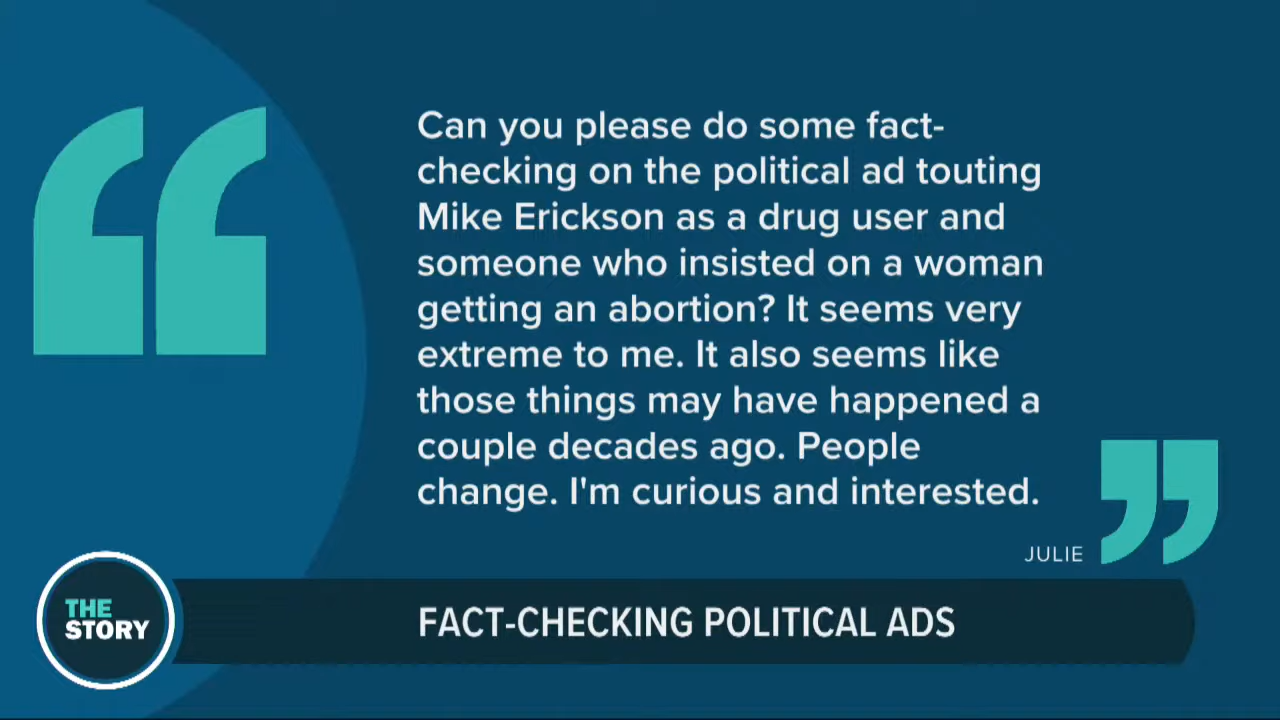 Can you please do some fact-
checking on the political ad touting
Mike Erickson as a drug user and
someone who insisted on a woman
getting an abortion? It seems very
extreme to me. It also seems like
those things may have happened a
couple decades ago. People
change. I'm curious and interested.
JULIE
THE
STORY
FACT-CHECKING POLITICAL ADS